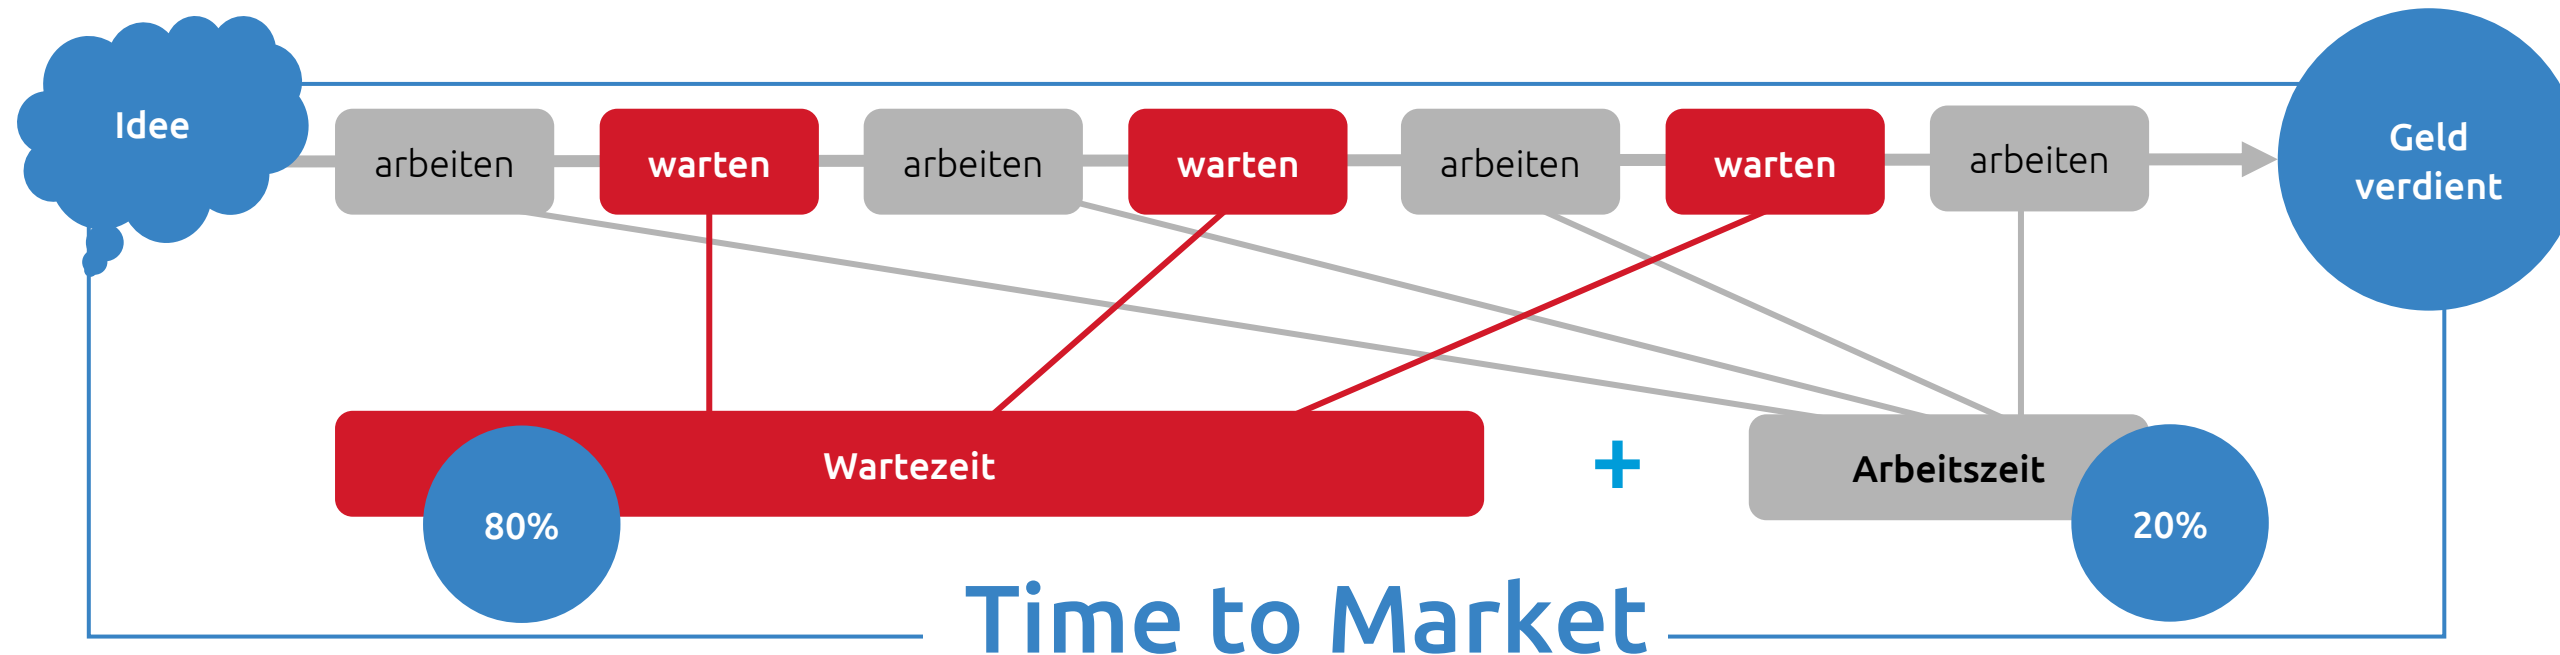 Idee
arbeiten
warten
arbeiten
warten
arbeiten
warten
arbeiten
Geld
verdient
Wartezeit
+
Arbeitszeit
80%
20%
Time to Market